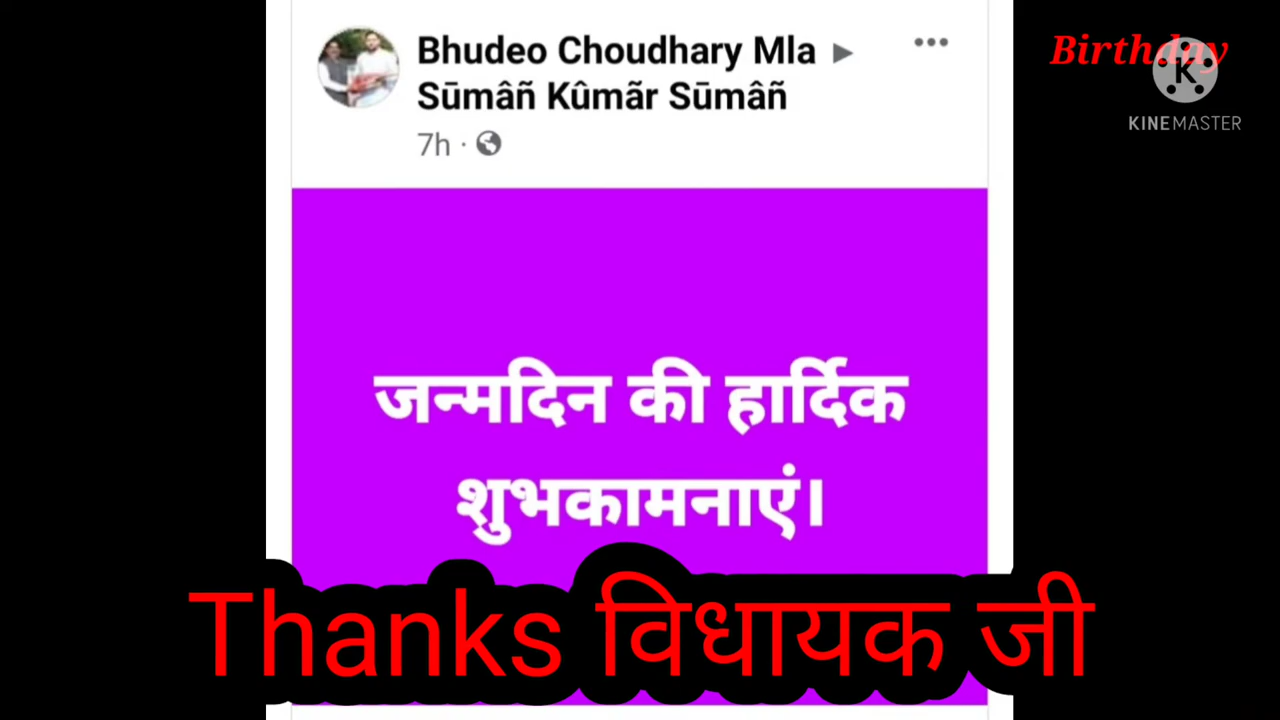 Bhudeo Choudhary Mla ▶
Sūmâñ Kûmãr Sūmâñ
7h ·
Birthday
KINEMASTER
जन्मदिन की हार्दिक
शुभकामनाएं।
Thanks विधायक जी